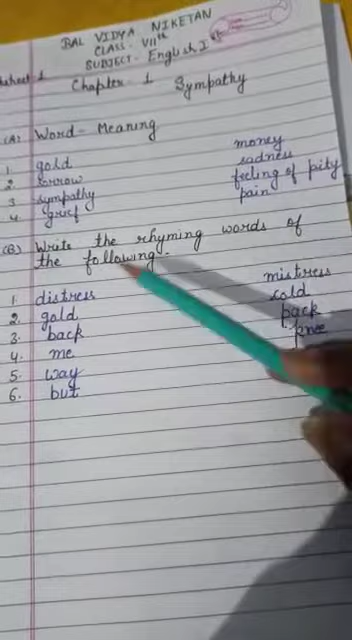 BAL VIDYA NIKETAN
CLASS - VIIth
SUBJECT - English I
sheet 1
Chapter 1 Sympathy
(A) Word - Meaning
1. gold money
2. sorrow sadness
3. sympathy feeling of pity
4. grief pain
(B) Write the rhyming words of
the following -
1. distress mistress
2. gold cold
3. back pack
4. me
5. way
6. but